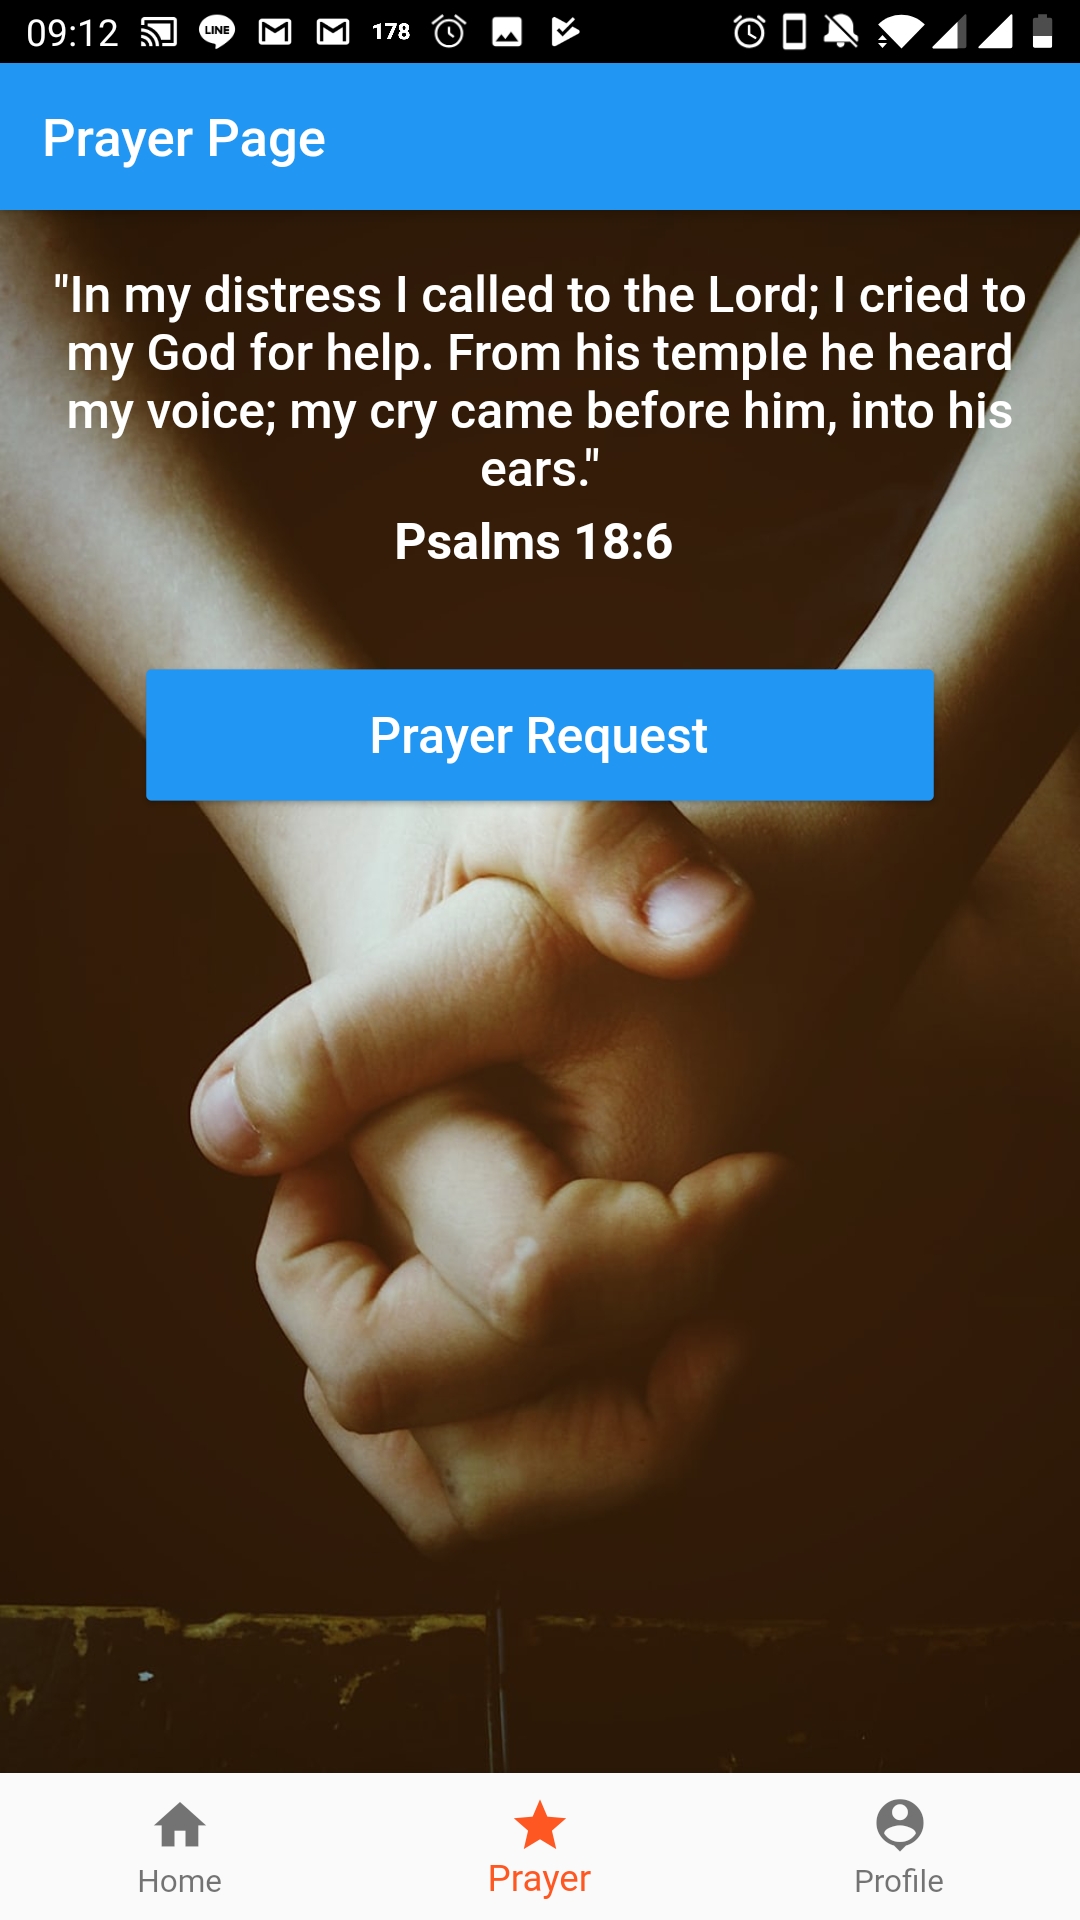 09:12 LINE 178
Prayer Page
"In my distress I called to the Lord; I cried to
my God for help. From his temple he heard
my voice; my cry came before him, into his
ears."
Psalms 18:6
Prayer Request
Home Prayer Profile